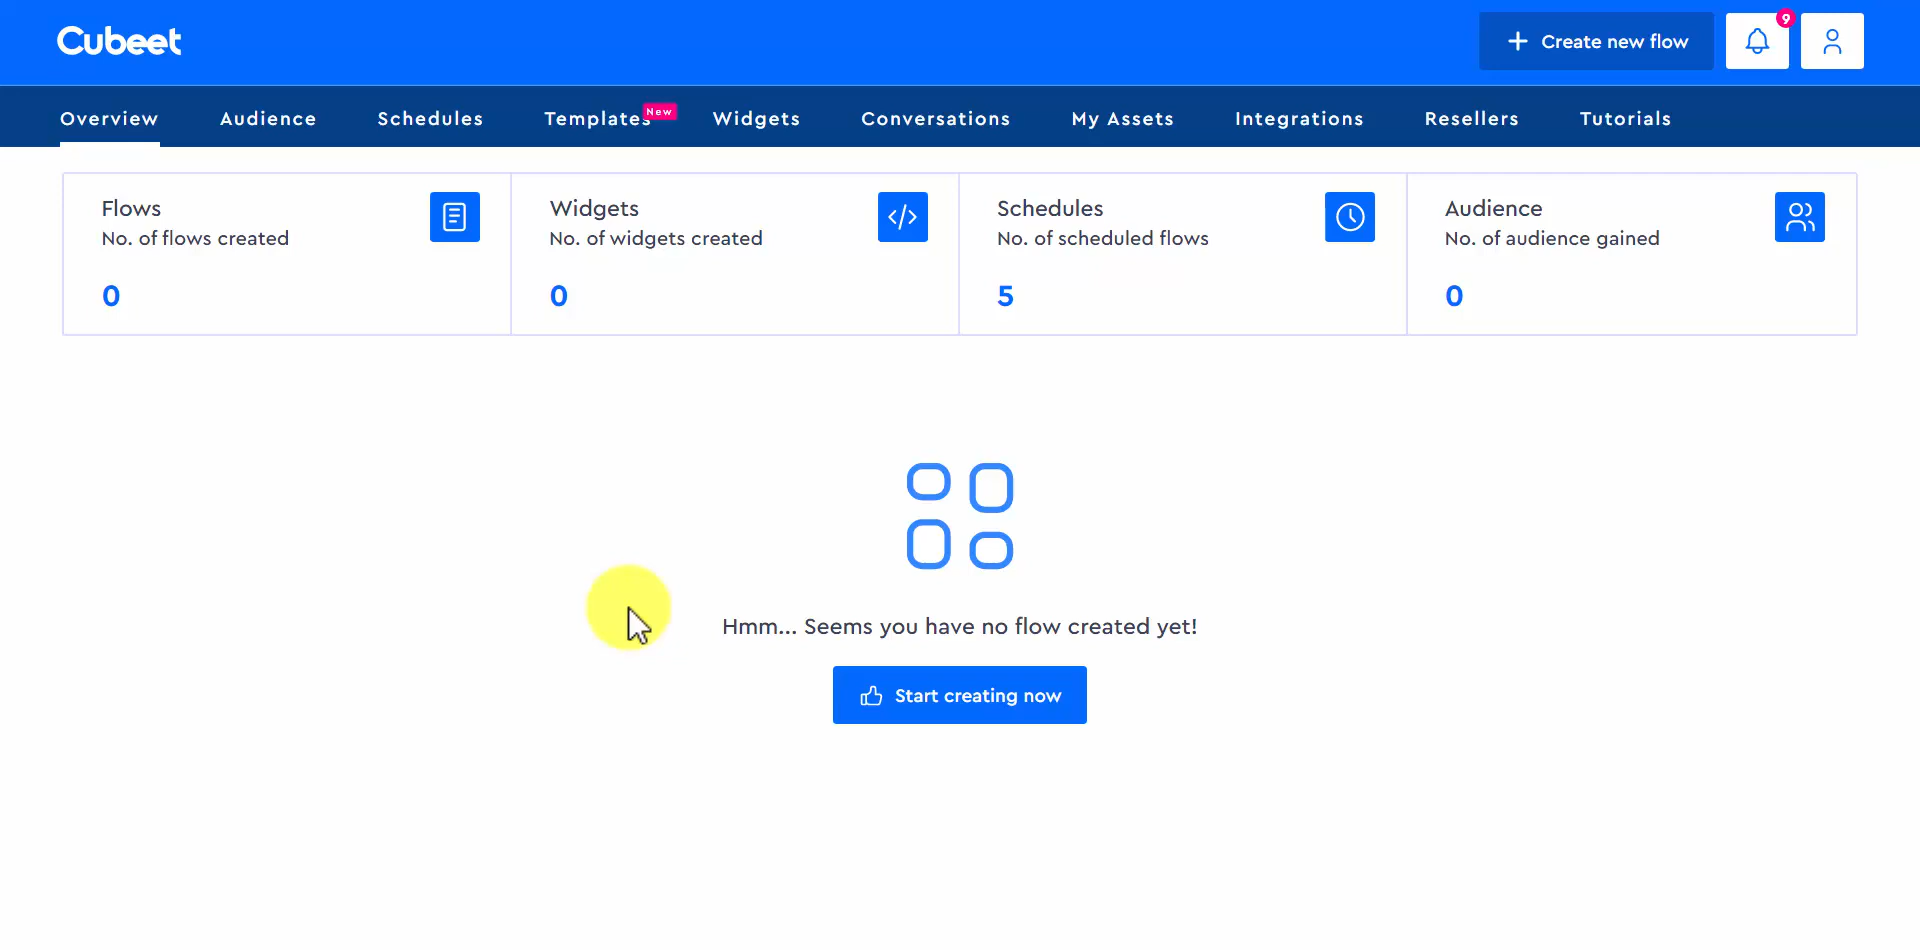 Cubeet
Create new flow
9
Overview Audience Schedules Templates New Widgets Conversations My Assets Integrations Resellers Tutorials
Flows
No. of flows created
0
Widgets
No. of widgets created
0
Schedules
No. of scheduled flows
5
Audience
No. of audience gained
0
Hmm... Seems you have no flow created yet!
Start creating now